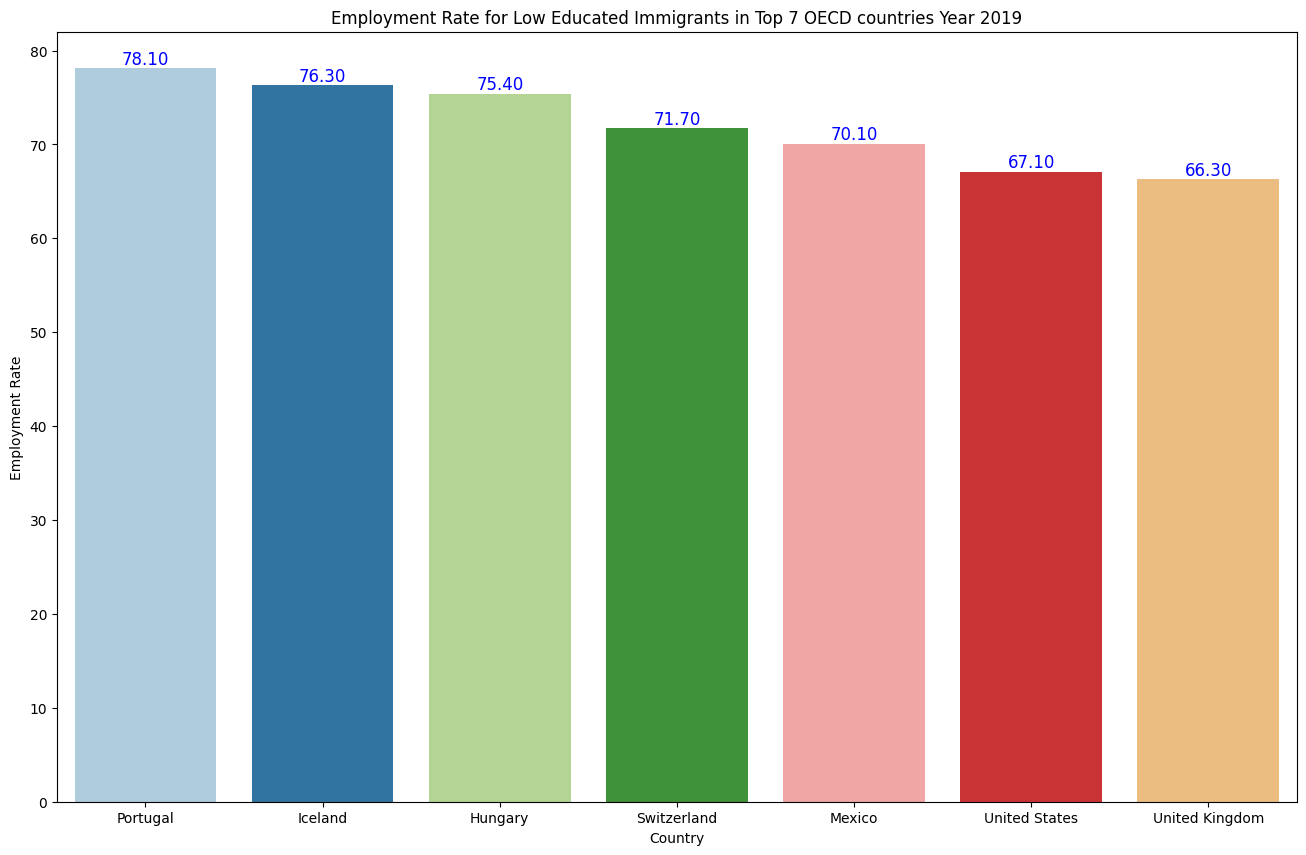 Employment Rate for Low Educated Immigrants in Top 7 OECD countries Year 2019
80
70
60
50
40
30
20
10
0
Employment Rate
78.10
76.30
75.40
71.70
70.10
67.10
66.30
Portugal
Iceland
Hungary
Switzerland
Mexico
United States
United Kingdom
Country